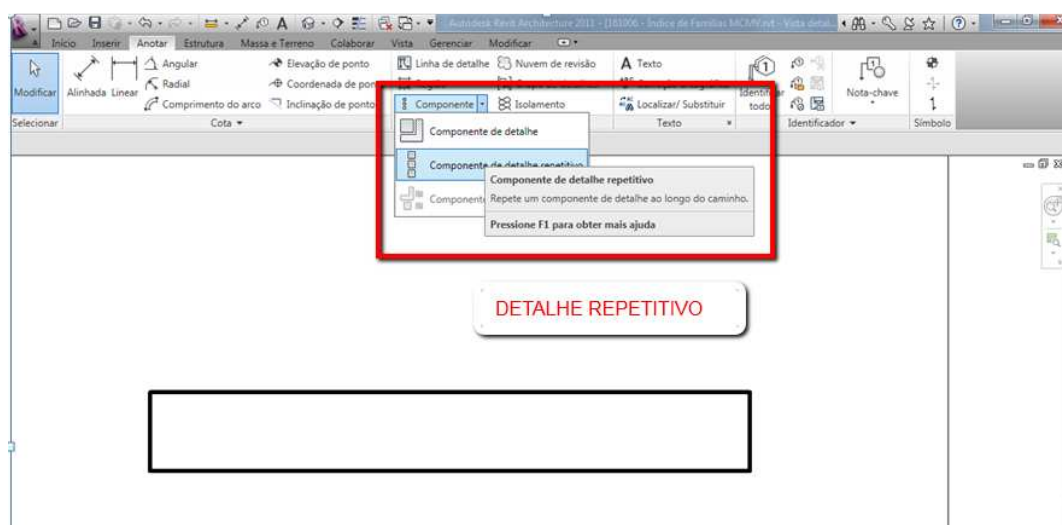 Autodesk Revit Architecture 2011 -
Início Inserir Anotar Estrutura Massa e Terreno Colaborar Vista Gerenciar Modificar
Modificar
Alinhada Linear
Angular
Radial
Comprimento do arco
Elevação de ponto
Coordenada de pon
Inclinação de ponto
Linha de detalhe
Nuvem de revisão
Componente
Isolamento
A Texto
Localizar/ Substituir
Identificar
todo
Nota-chave
Selecionar
Cota
Texto
Identificador
Símbolo
Componente de detalhe
Componente de detalhe repetitivo
Component
Componente de detalhe repetitivo
Repete um componente de detalhe ao longo do caminho.
Pressione F1 para obter mais ajuda
DETALHE REPETITIVO